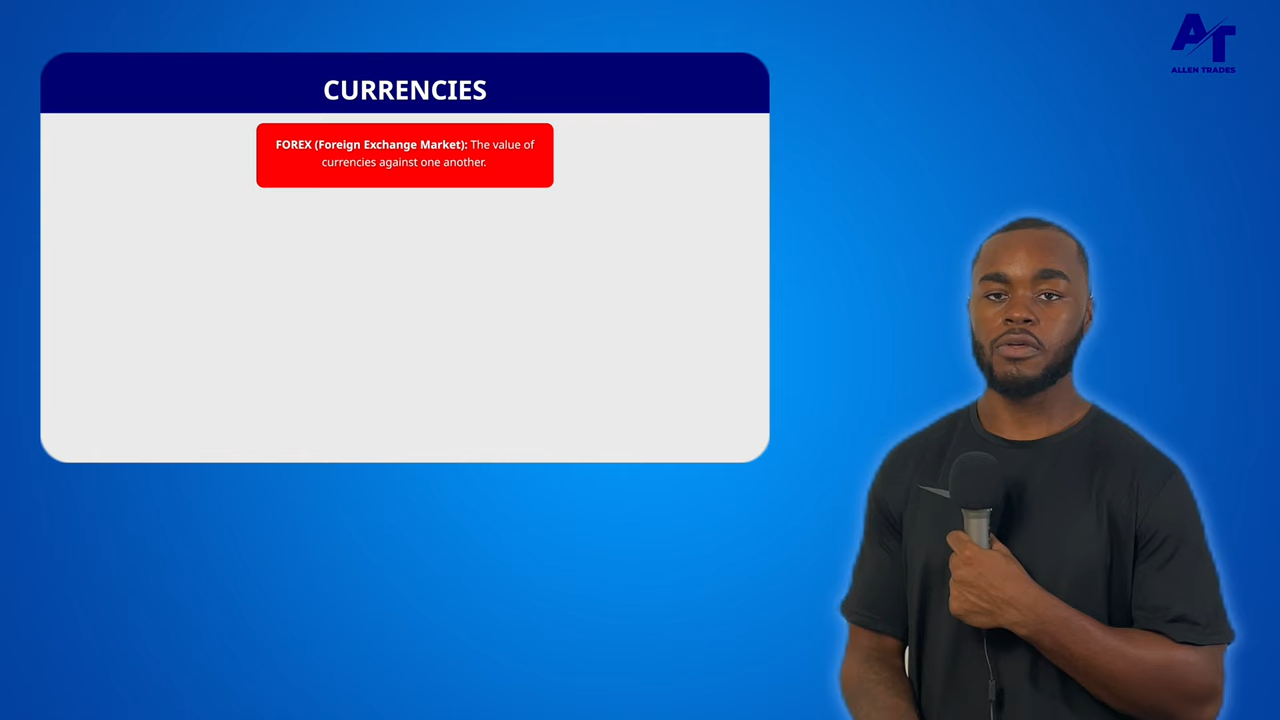 AT
ALLEN TRADES
CURRENCIES
FOREX (Foreign Exchange Market): The value of
currencies against one another.